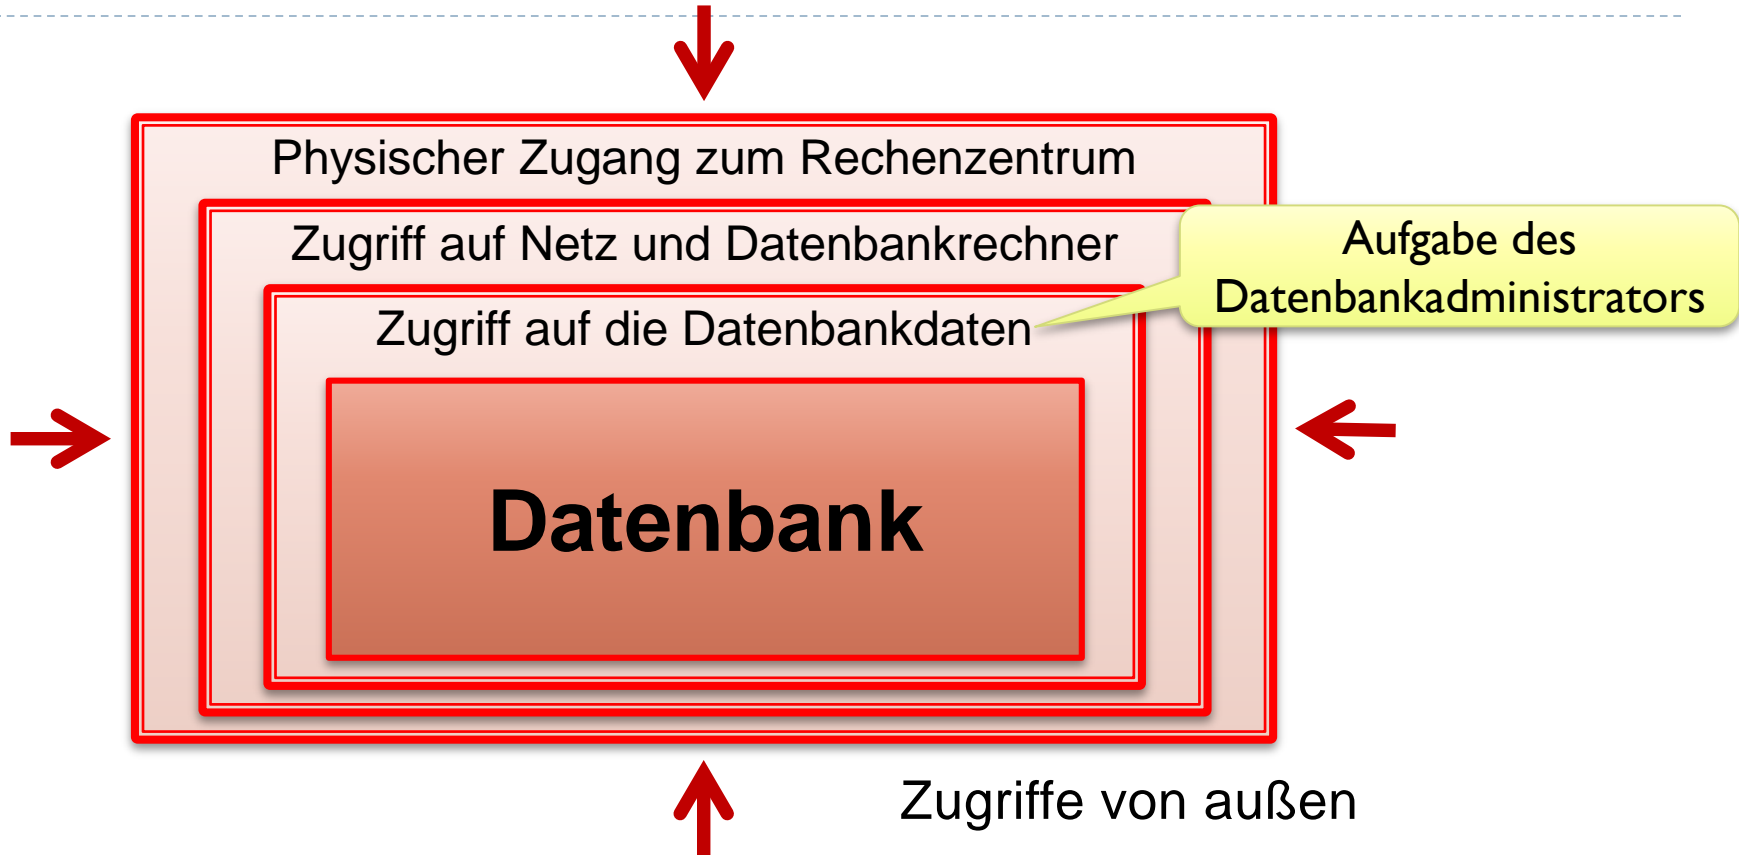 Physischer Zugang zum Rechenzentrum
Zugriff auf Netz und Datenbankrechner
Aufgabe des
Datenbankadministrators
Zugriff auf die Datenbankdaten
Datenbank
Zugriffe von außen